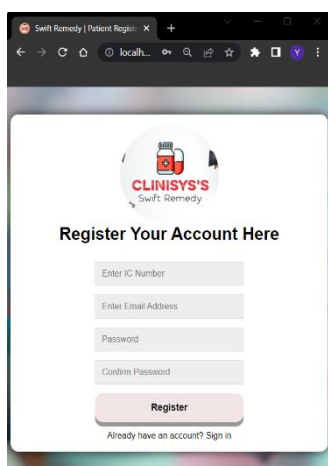 Swift Remedy | Patient Registr
localh...
Y
CLINISYS'S
Swift Remedy
Register Your Account Here
Enter IC Number
Enter Email Address
Password
Confirm Password
Register
Already have an account? Sign in